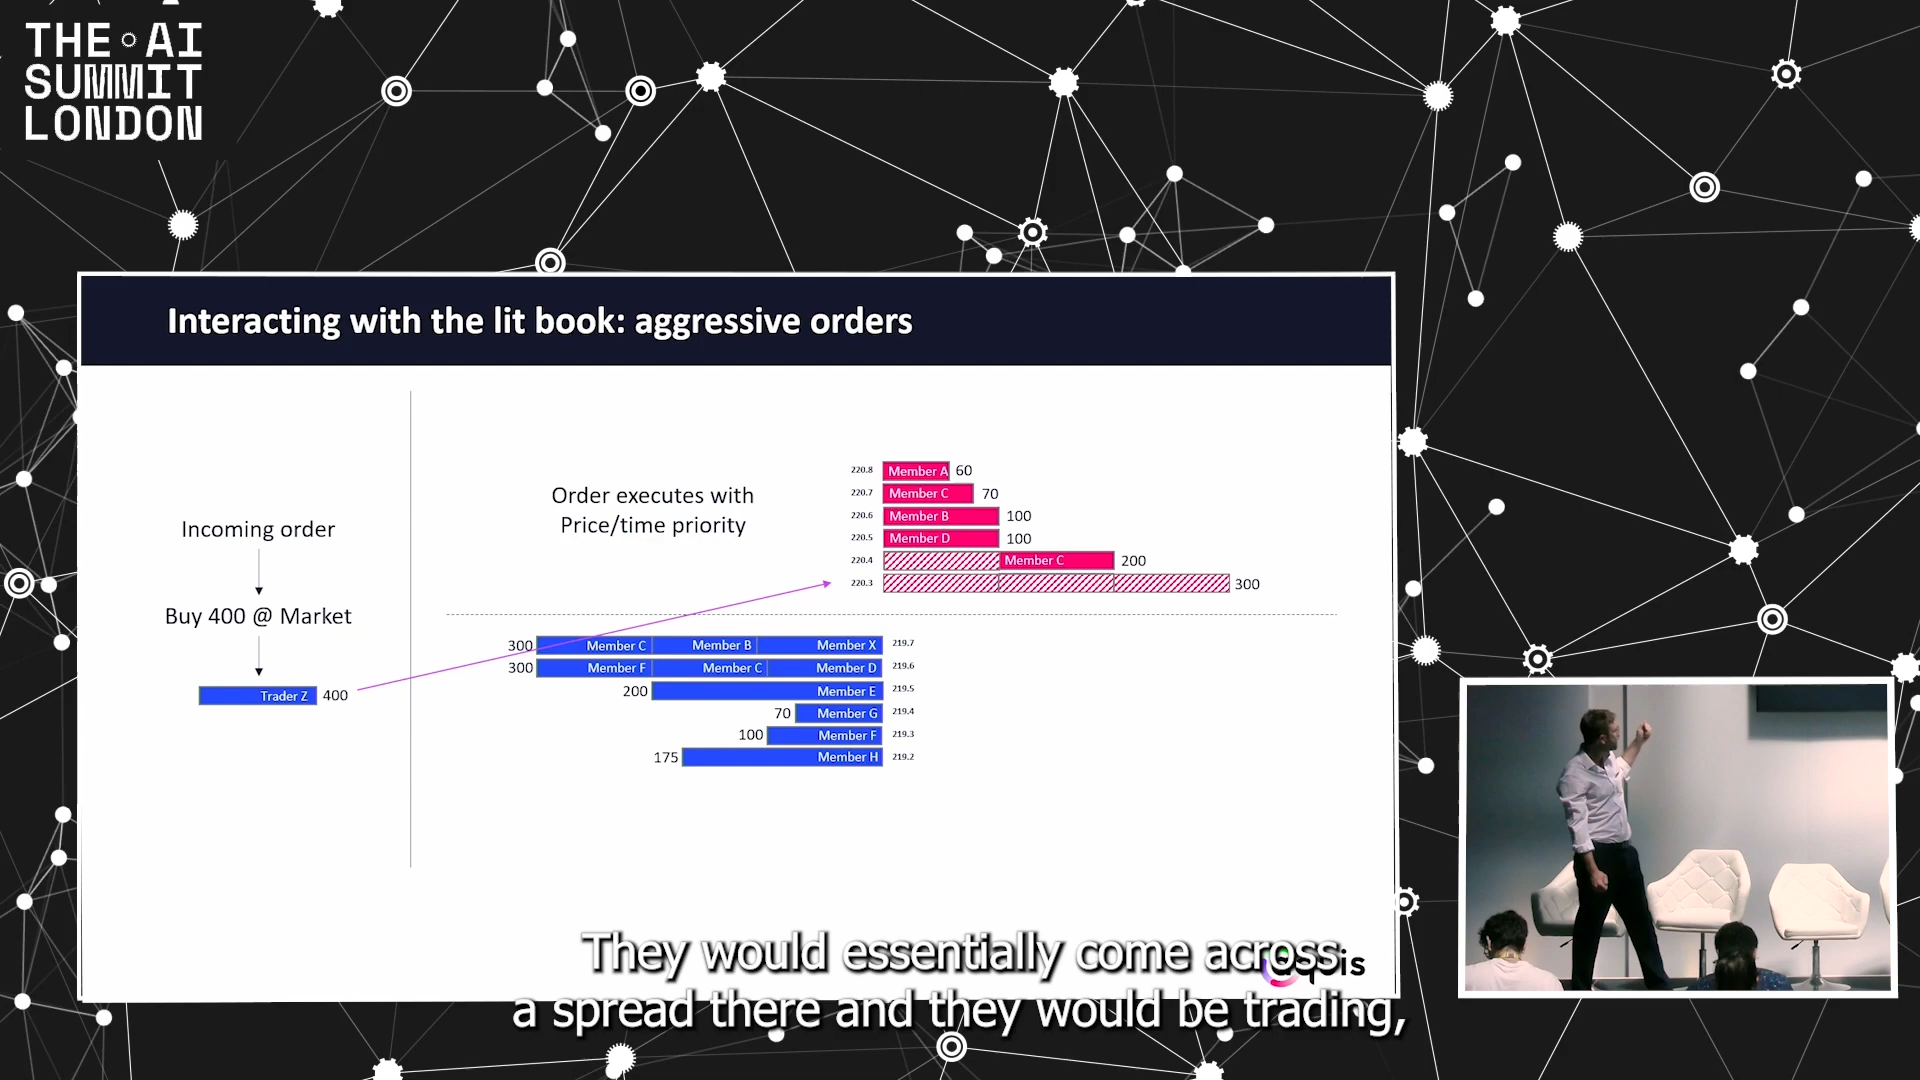 THE AI
SUMMIT
LONDON
Interacting with the lit book: aggressive orders
Incoming order
Buy 400 @ Market
Trader Z 400
Order executes with
Price/time priority
220.8 Member A 60
220.7 Member C 70
220.6 Member B 100
220.5 Member D 100
220.4 Member C 200
220.3 300
300 Member C Member B Member X 219.7
300 Member F Member C Member D 219.6
200 Member E 219.5
70 Member G 219.4
100 Member F 219.3
175 Member H 219.2
They would essentially come across
a spread there and they would be trading,